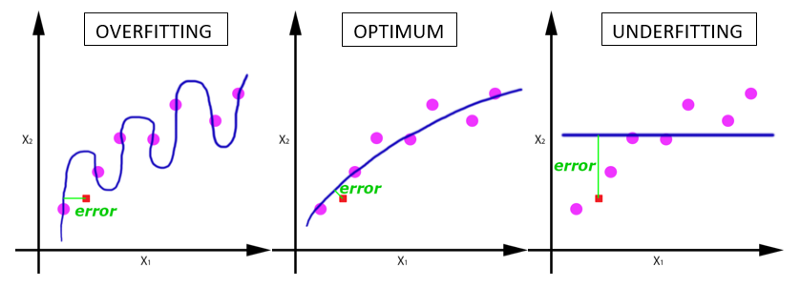 OVERFITTING
X₂
error
X₁
OPTIMUM
X₂
error
X₁
UNDERFITTING
X₂
error
X₁